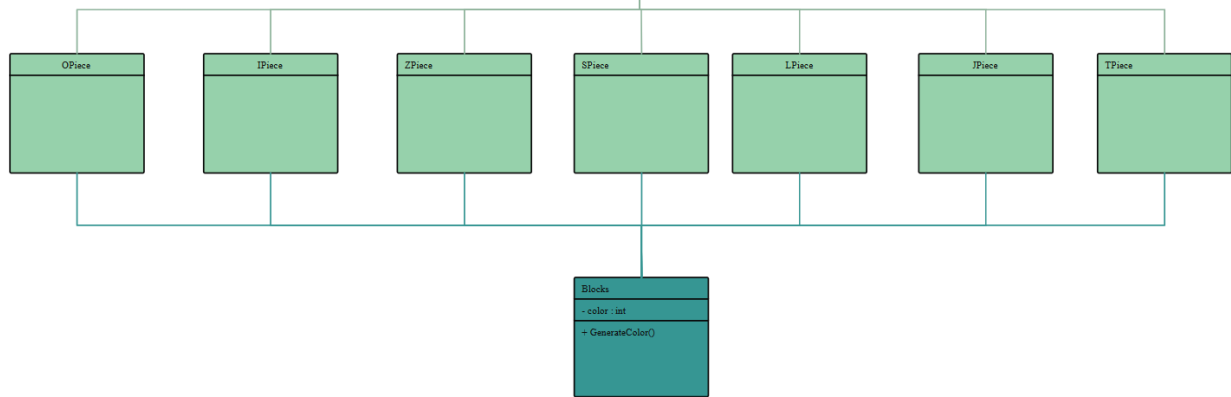 OPiece
IPiece
ZPiece
SPiece
LPiece
JPiece
TPiece
Blocks
- color : int
+ GenerateColor()